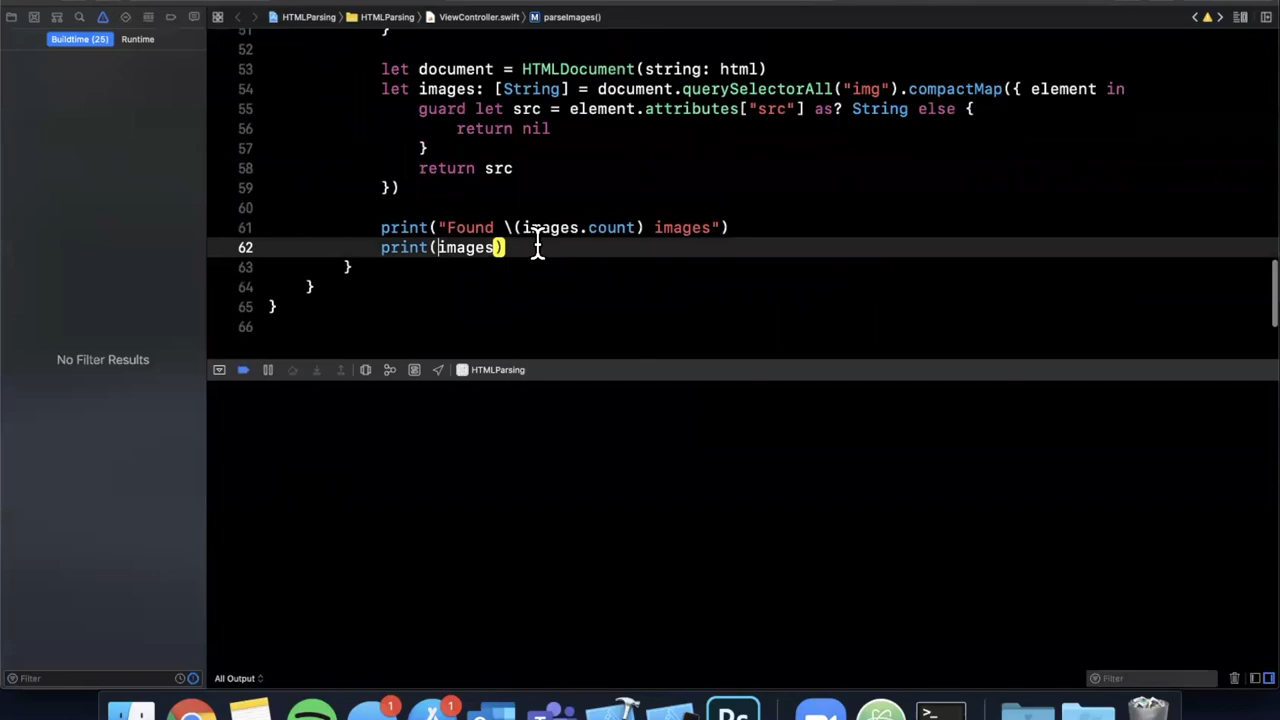 HTMLParsing
HTMLParsing
ViewController.swift
M
parseImages()
Buildtime (25)
Runtime
51
}
52
53 let document = HTMLDocument(string: html)
54 let images: [String] = document.querySelectorAll("img").compactMap({ element in
55 guard let src = element.attributes["src"] as? String else {
56 return nil
57 }
58 return src
59 })
60
61 print("Found \(images.count) images")
62 print(images)
63 }
64 }
65 }
66
No Filter Results
HTMLParsing
Filter
All Output
Filter
1
1
Pr